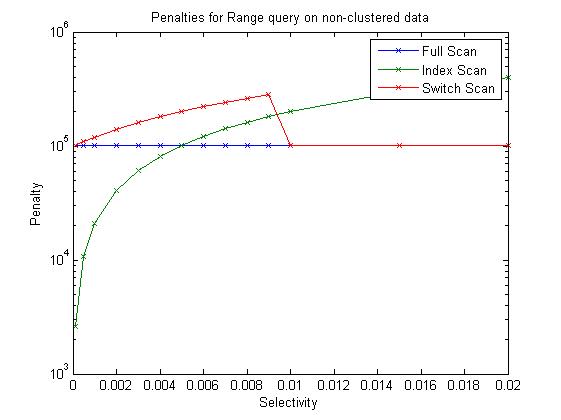 Penalties for Range query on non-clustered data
10^6
Full Scan
Index Scan
Switch Scan
10^5
Penalty
10^4
10^3
0 0.002 0.004 0.006 0.008 0.01 0.012 0.014 0.016 0.018 0.02
Selectivity